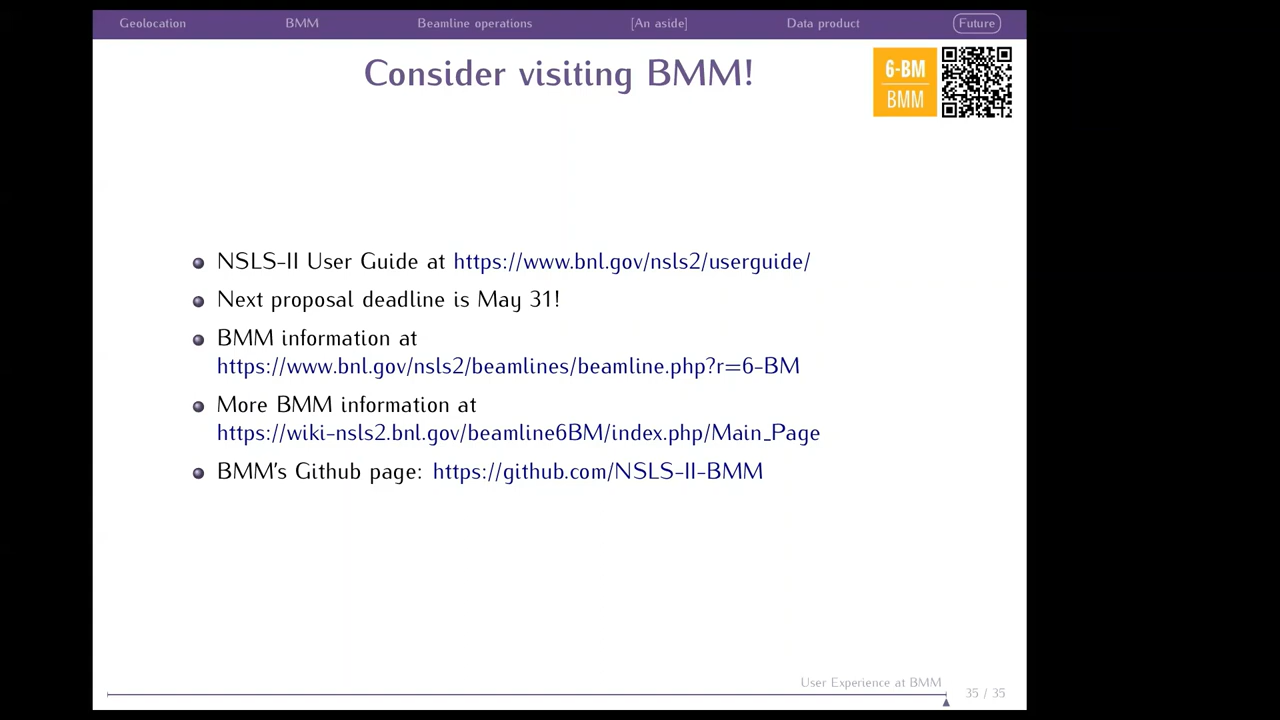 Geolocation BMM Beamline operations [An aside] Data product Future
Consider visiting BMM!
6-BM
BMM
NSLS-II User Guide at https://www.bnl.gov/nsls2/userguide/
Next proposal deadline is May 31!
BMM information at
https://www.bnl.gov/nsls2/beamlines/beamline.php?r=6-BM
More BMM information at
https://wiki-nsls2.bnl.gov/beamline6BM/index.php/Main_Page
BMM's Github page: https://github.com/NSLS-II-BMM
User Experience at BMM
35 / 35